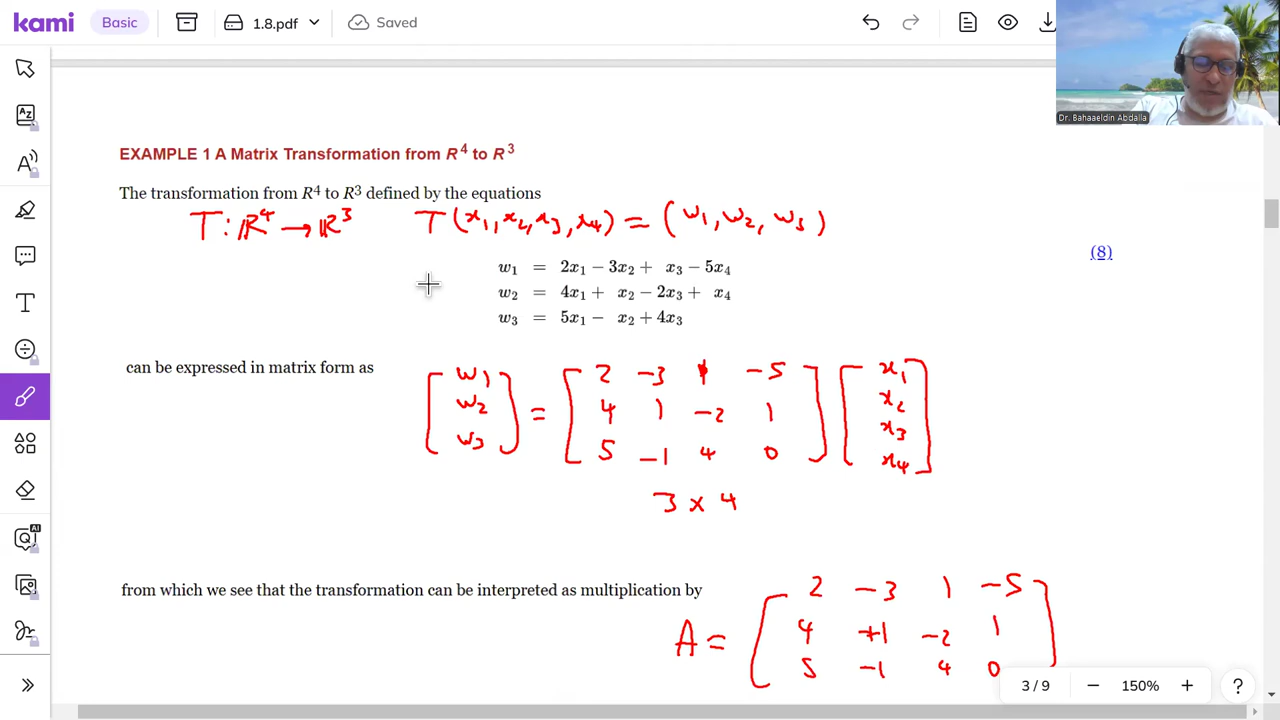 kami Basic 1.8.pdf Saved
Dr. Bahaaeldin Abdalla
EXAMPLE 1 A Matrix Transformation from R⁴ to R³
The transformation from R⁴ to R³ defined by the equations
T : ℝ⁴ → ℝ³ T(x₁, x₂, x₃, x₄) = (w₁, w₂, w₃)
(8)
w₁ = 2x₁ − 3x₂ + x₃ − 5x₄
w₂ = 4x₁ + x₂ − 2x₃ + x₄
w₃ = 5x₁ − x₂ + 4x₃
can be expressed in matrix form as
w₁ 2 −3 1 −5 x₁
w₂ = 4 1 −2 1 x₂
w₃ 5 −1 4 0 x₃
x₄
3 × 4
from which we see that the transformation can be interpreted as multiplication by
2 −3 1 −5
A = 4 +1 −2 1
5 −1 4 0
3 / 9 − 150% + ?